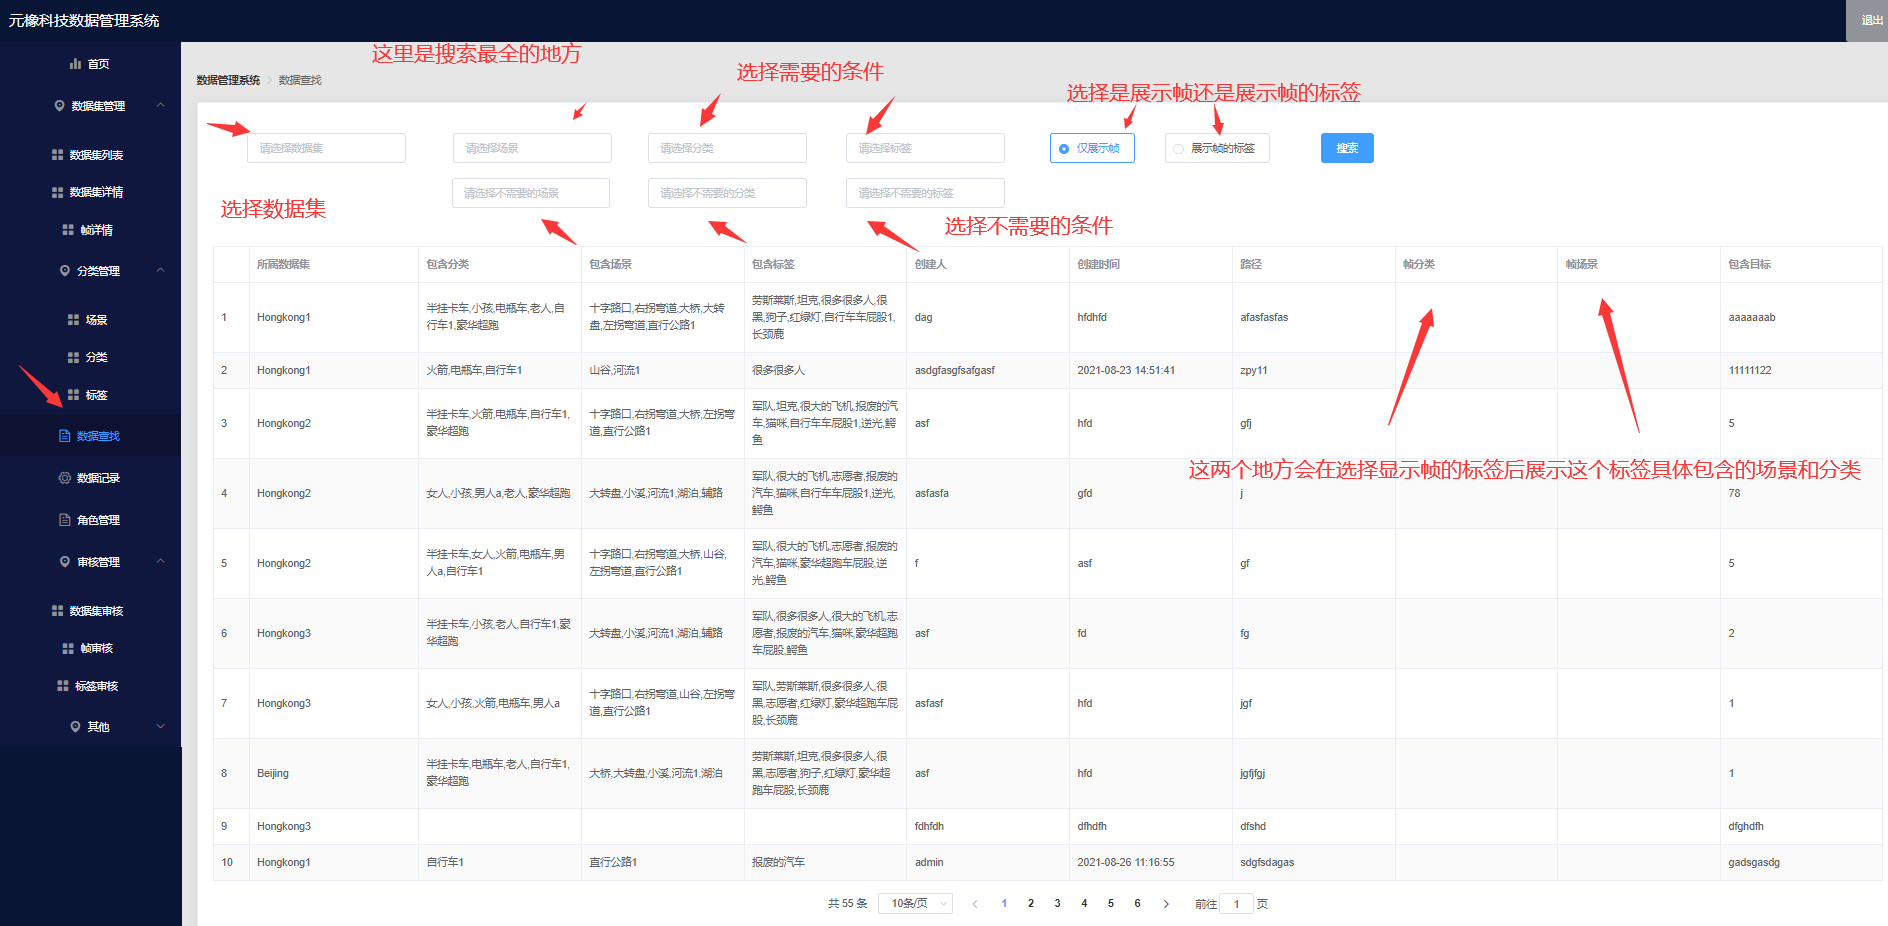 元橡科技数据管理系统
退出
首页
数据集管理
数据集列表
数据集详情
帧详情
分类管理
场景
分类
标签
数据查找
数据记录
角色管理
审核管理
数据集审核
帧审核
标签审核
其他
这里是搜索最全的地方
数据管理系统 > 数据查找
选择需要的条件
选择是展示帧还是展示帧的标签
请选择数据集 请选择场景 请选择分类 请选择标签 仅展示帧 展示帧的标签 搜索
请选择不需要的场景 请选择不需要的分类 请选择不需要的标签
选择数据集
选择不需要的条件
所属数据集 包含分类 包含场景 包含标签 创建人 创建时间 路径 帧分类 帧场景 包含目标
1 Hongkong1
半挂卡车,小孩,电瓶车,老人,自
行车1,豪华超跑
十字路口,右拐弯道,大桥,大转
盘,左拐弯道,直行公路1
劳斯莱斯,坦克,很多很多人,很
黑,狗子,红绿灯,自行车车屁股1,
长颈鹿
dag hfdhfd afasfasfas aaaaaaab
2 Hongkong1 火箭,电瓶车,自行车1 山谷,河流1 很多很多人 asdgfasgfsafgasf 2021-08-23 14:51:41 zpy11 11111122
3 Hongkong2
半挂卡车,火箭,电瓶车,自行车1,
豪华超跑
十字路口,右拐弯道,大桥,左拐弯
道,直行公路1
军队,坦克,很大的飞机,报废的汽
车,猫咪,自行车车屁股1,逆光,鳄
鱼
asf hfd gfj 5
这两个地方会在选择显示帧的标签后展示这个标签具体包含的场景和分类
4 Hongkong2 女人,小孩,男人a,老人,豪华超跑 大转盘,小溪,河流1,湖泊,辅路
军队,很大的飞机,志愿者,报废的
汽车,猫咪,自行车车屁股1,逆光,
鳄鱼
asfasfa gfd j 78
5 Hongkong2
半挂卡车,女人,火箭,电瓶车,男
人a,自行车1
十字路口,右拐弯道,大桥,山谷,
左拐弯道,直行公路1
军队,很大的飞机,志愿者,报废的
汽车,猫咪,豪华超跑车屁股,逆
光,鳄鱼
f asf gf 5
6 Hongkong3
半挂卡车,小孩,老人,自行车1,豪
华超跑
大转盘,小溪,河流1,湖泊,辅路
军队,很多很多人,很大的飞机,志
愿者,报废的汽车,猫咪,豪华超跑
车屁股,鳄鱼
asf fd fg 2
7 Hongkong3 女人,小孩,火箭,电瓶车,男人a
十字路口,右拐弯道,山谷,左拐弯
道,直行公路1
军队,劳斯莱斯,很多很多人,很
黑,志愿者,红绿灯,豪华超跑车屁
股,长颈鹿
asfasf hfd jgf 1
8 Beijing
半挂卡车,电瓶车,老人,自行车1,
豪华超跑
大桥,大转盘,小溪,河流1,湖泊
劳斯莱斯,坦克,很多很多人,很
黑,志愿者,狗子,红绿灯,豪华超
跑车屁股,长颈鹿
asf hfd jgfjfgj 1
9 Hongkong3 fdhfdh dfhdfh dfshd dfghdfh
10 Hongkong1 自行车1 直行公路1 报废的汽车 admin 2021-08-26 11:16:55 sdgfsdagas gadsgasdg
共 55 条 10条/页 < 1 2 3 4 5 6 > 前往 1 页